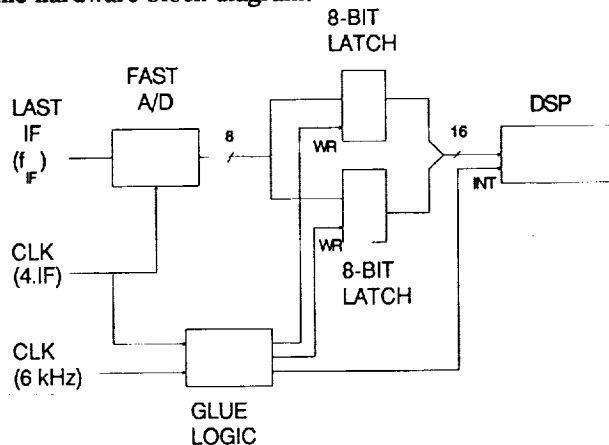 the hardware block diagram.
8-BIT
LATCH
FAST
A/D
LAST
IF
(f IF)
8
WR
16
DSP
INT
WR
8-BIT
LATCH
CLK
(4.IF)
CLK
(6 kHz)
GLUE
LOGIC